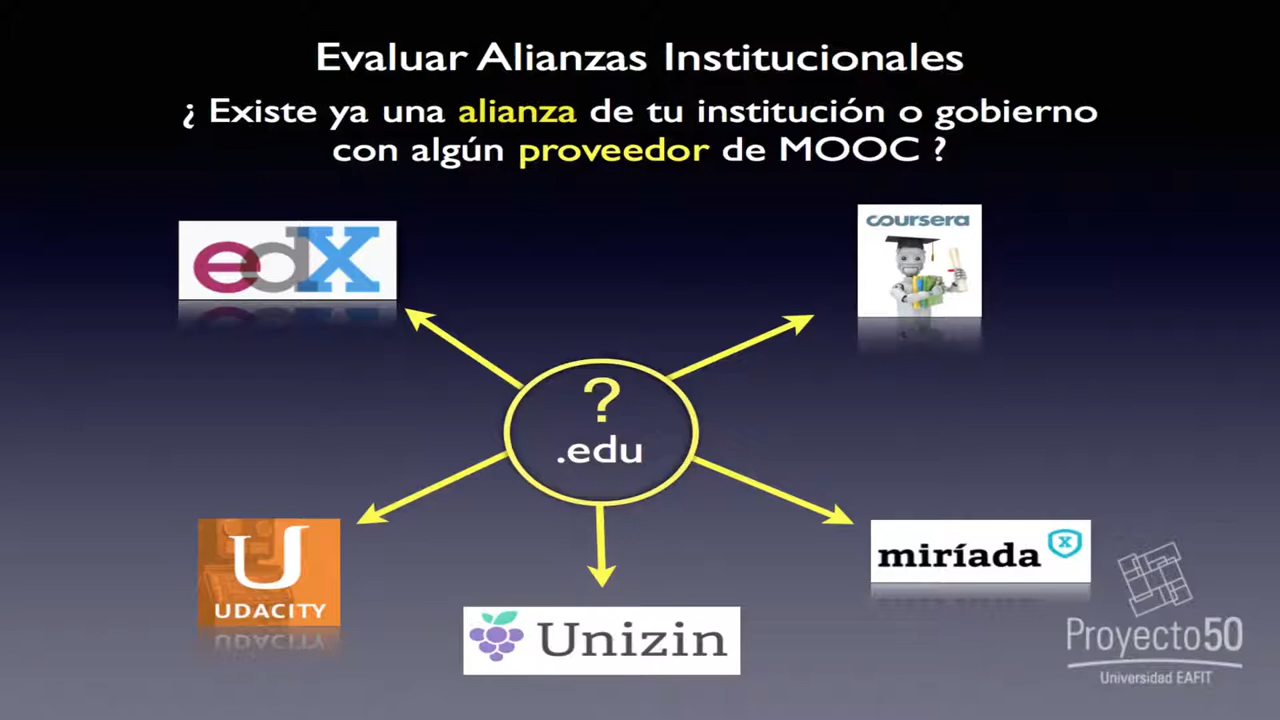 Evaluar Alianzas Institucionales
¿ Existe ya una alianza de tu institución o gobierno
con algún proveedor de MOOC ?
edX
coursera
?
.edu
UDACITY
Unizin
miríada X
Proyecto50
Universidad EAFIT